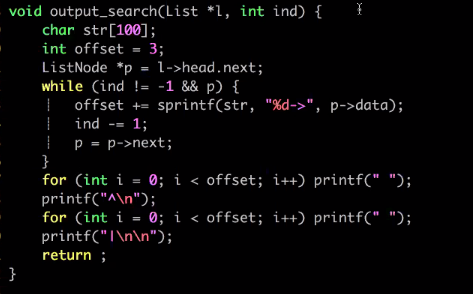 void output_search(List *l, int ind) {
    char str[100];
    int offset = 3;
    ListNode *p = l->head.next;
    while (ind != -1 && p) {
        offset += sprintf(str, "%d->", p->data);
        ind -= 1;
        p = p->next;
    }
    for (int i = 0; i < offset; i++) printf(" ");
    printf("^\n");
    for (int i = 0; i < offset; i++) printf(" ");
    printf("|\n\n");
    return ;
}